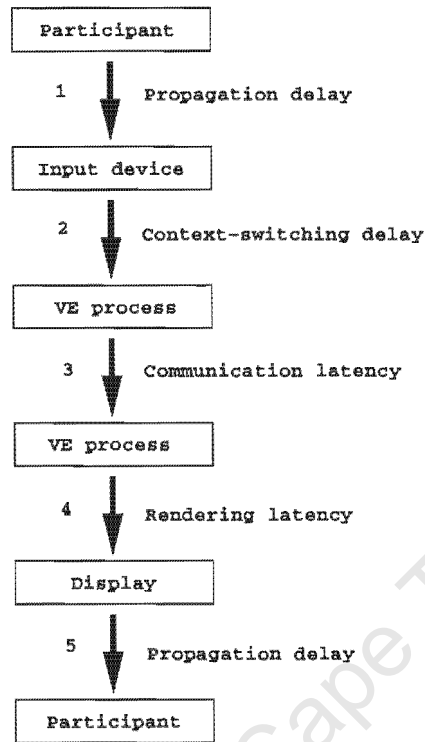 Participant
1 Propagation delay
Input device
2 Context-switching delay
VE process
3 Communication latency
VE process
4 Rendering latency
Display
5 Propagation delay
Participant
Cape T